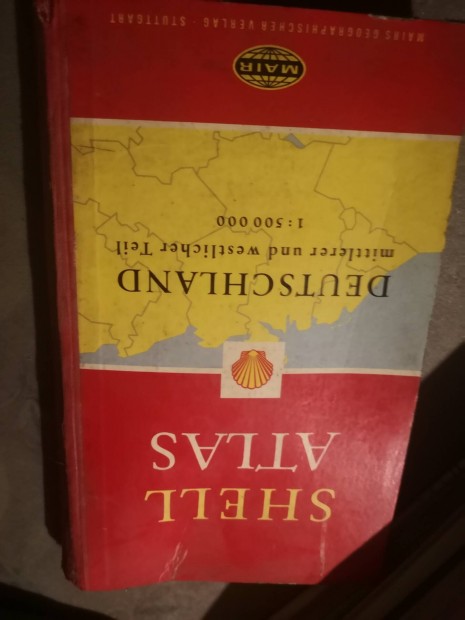 SHELL
ATLAS
DEUTSCHLAND
mittlerer und westlicher Teil
1 : 500 000
MAIR
MAIRS GEOGRAPHISCHER VERLAG · STUTTGART